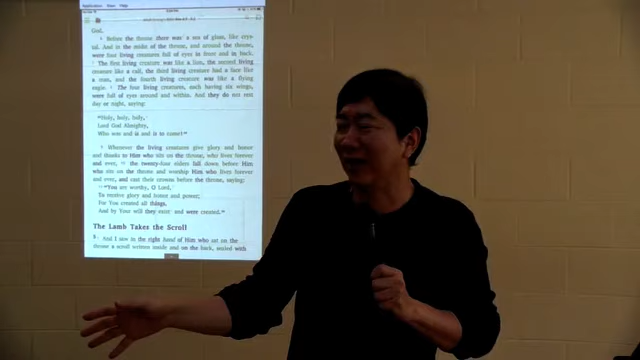 God.
6 Before the throne there was a sea of glass, like crys-
tal. And in the midst of the throne, and around the throne,
were four living creatures full of eyes in front and in back.
7 The first living creature was like a lion, the second living
creature like a calf, the third living creature had a face like
a man, and the fourth living creature was like a flying
eagle. 8 The four living creatures, each having six wings,
were full of eyes around and within. And they do not rest
day or night, saying:
"Holy, holy, holy,
Lord God Almighty,
Who was and is and is to come!"
9 Whenever the living creatures give glory and honor
and thanks to Him who sits on the throne, who lives forever
and ever, 10 the twenty-four elders fall down before Him
who sits on the throne and worship Him who lives forever
and ever, and cast their crowns before the throne, saying:
"You are worthy, O Lord,
To receive glory and honor and power;
For You created all things,
And by Your will they exist and were created."
The Lamb Takes the Scroll
5 And I saw in the right hand of Him who sat on the
throne a scroll written inside and on the back, sealed with